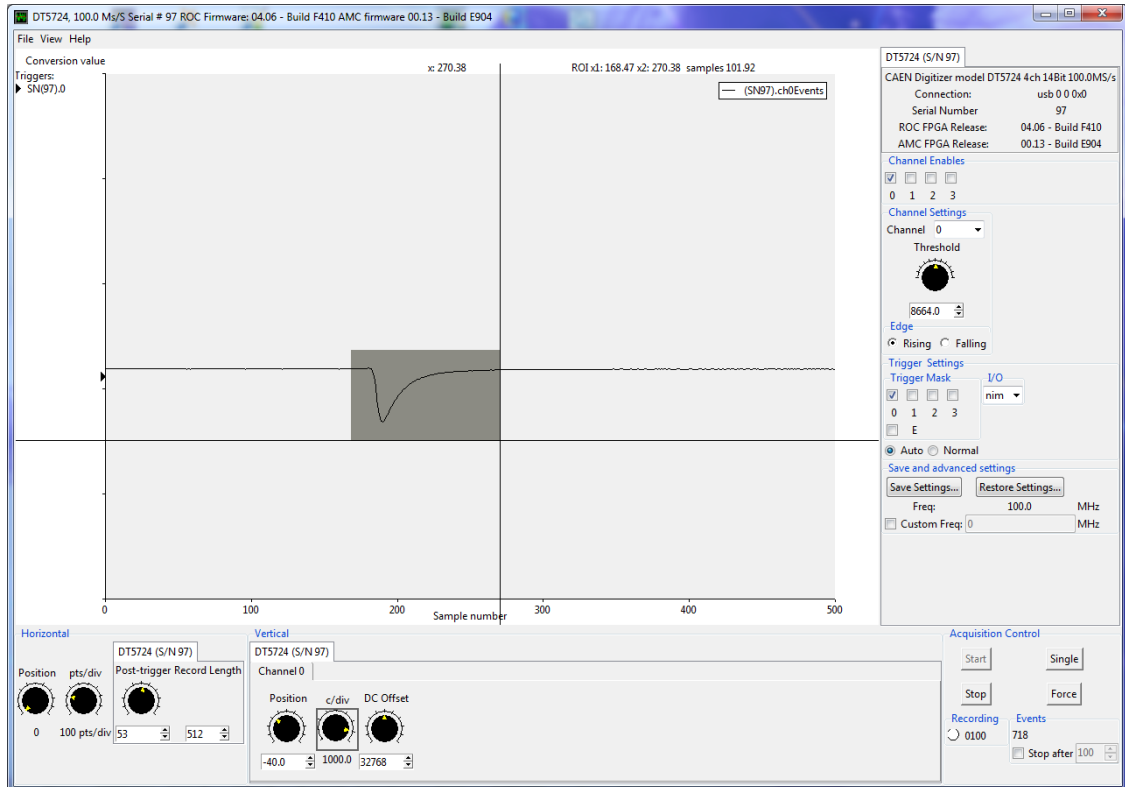 DT5724, 100.0 Ms/S Serial # 97 ROC Firmware: 04.06 - Build F410 AMC firmware 00.13 - Build E904
File View Help
Conversion value
x: 270.38
ROI x1: 168.47 x2: 270.38 samples 101.92
Triggers:
SN(97).0
(SN97).ch0Events
0 100 200 300 400 500
Sample number
DT5724 (S/N 97)
CAEN Digitizer model DT5724 4ch 14Bit 100.0MS/s
Connection: usb 0 0 0x0
Serial Number 97
ROC FPGA Release: 04.06 - Build F410
AMC FPGA Release: 00.13 - Build E904
Channel Enables
0 1 2 3
Channel Settings
Channel 0
Threshold
8664.0
Edge
Rising Falling
Trigger Settings
Trigger Mask I/O
nim
0 1 2 3
E
Auto Normal
Save and advanced settings
Save Settings... Restore Settings...
Freq: 100.0 MHz
Custom Freq: 0 MHz
Horizontal
DT5724 (S/N 97)
Position pts/div Post-trigger Record Length
0 100 pts/div 53 512
Vertical
DT5724 (S/N 97)
Channel 0
Position c/div DC Offset
-40.0 1000.0 32768
Acquisition Control
Start Single
Stop Force
Recording Events
0100 718
Stop after 100